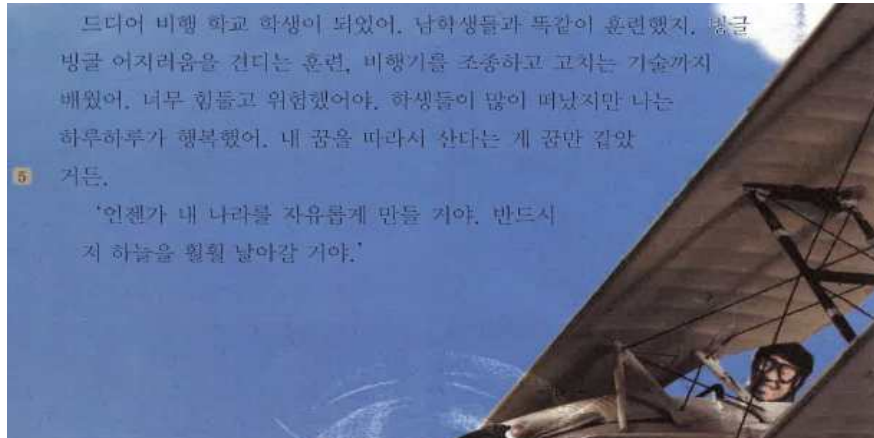 드디어 비행 학교 학생이 되었어. 남학생들과 똑같이 훈련했지. 빙글
빙글 어지러움을 견디는 훈련, 비행기를 조종하고 고치는 기술까지
배웠어. 너무 힘들고 위험했어야. 학생들이 많이 떠났지만 나는
하루하루가 행복했어. 내 꿈을 따라서 산다는 게 꿈만 같았
5 거든.
'언젠가 내 나라를 자유롭게 만들 거야. 반드시
저 하늘을 훨훨 날아갈 거야.'